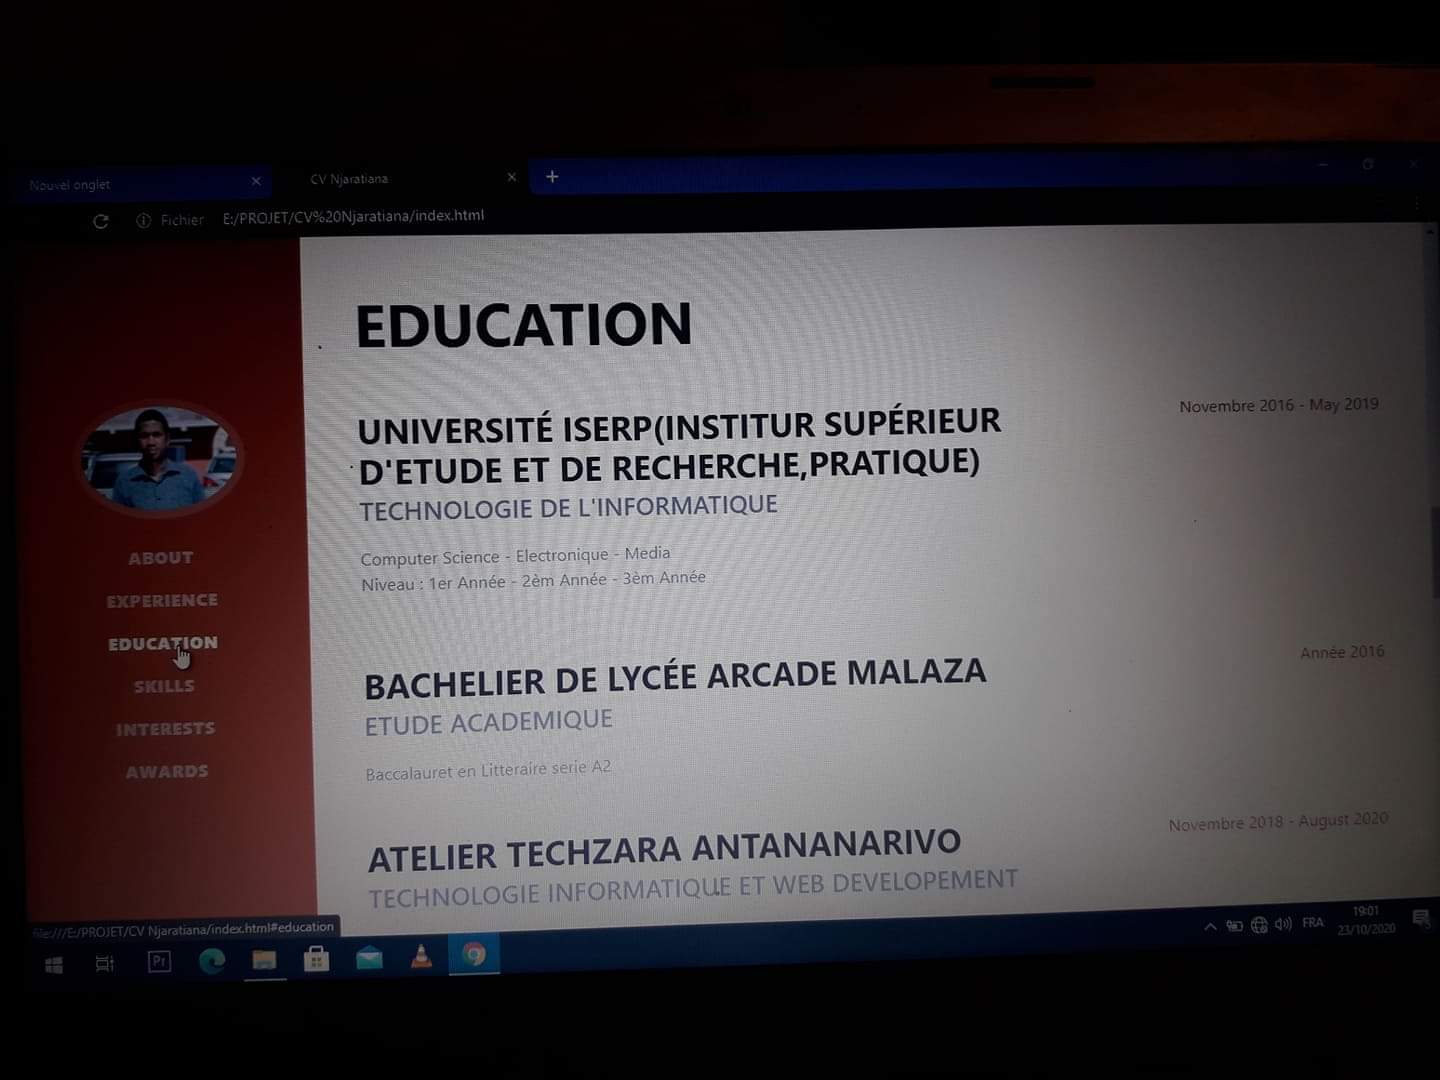 Nouvel onglet
CV Njaratiana
Fichier E:/PROJET/CV%20Njaratiana/index.html
ABOUT
EXPERIENCE
EDUCATION
SKILLS
INTERESTS
AWARDS
EDUCATION
UNIVERSITÉ ISERP(INSTITUR SUPÉRIEUR
D'ETUDE ET DE RECHERCHE,PRATIQUE)
Novembre 2016 - May 2019
TECHNOLOGIE DE L'INFORMATIQUE
Computer Science - Electronique - Media
Niveau : 1er Année - 2èm Année - 3èm Année
BACHELIER DE LYCÉE ARCADE MALAZA
Année 2016
ETUDE ACADEMIQUE
Baccalauret en Litteraire serie A2
ATELIER TECHZARA ANTANANARIVO
Novembre 2018 - August 2020
TECHNOLOGIE INFORMATIQUE ET WEB DEVELOPEMENT
file:///E:/PROJET/CV Njaratiana/index.html#education
Pr
FRA
19:01
23/10/2020